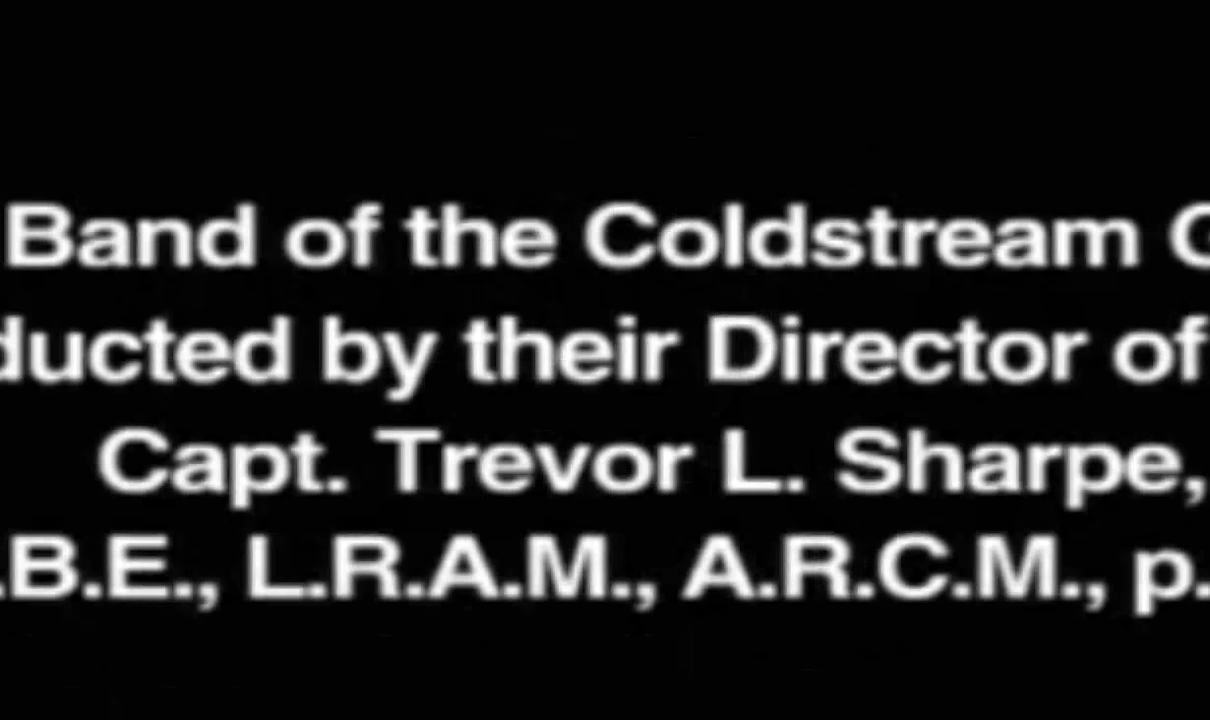 Band of the Coldstream G
ducted by their Director of
Capt. Trevor L. Sharpe,
.B.E., L.R.A.M., A.R.C.M., p.